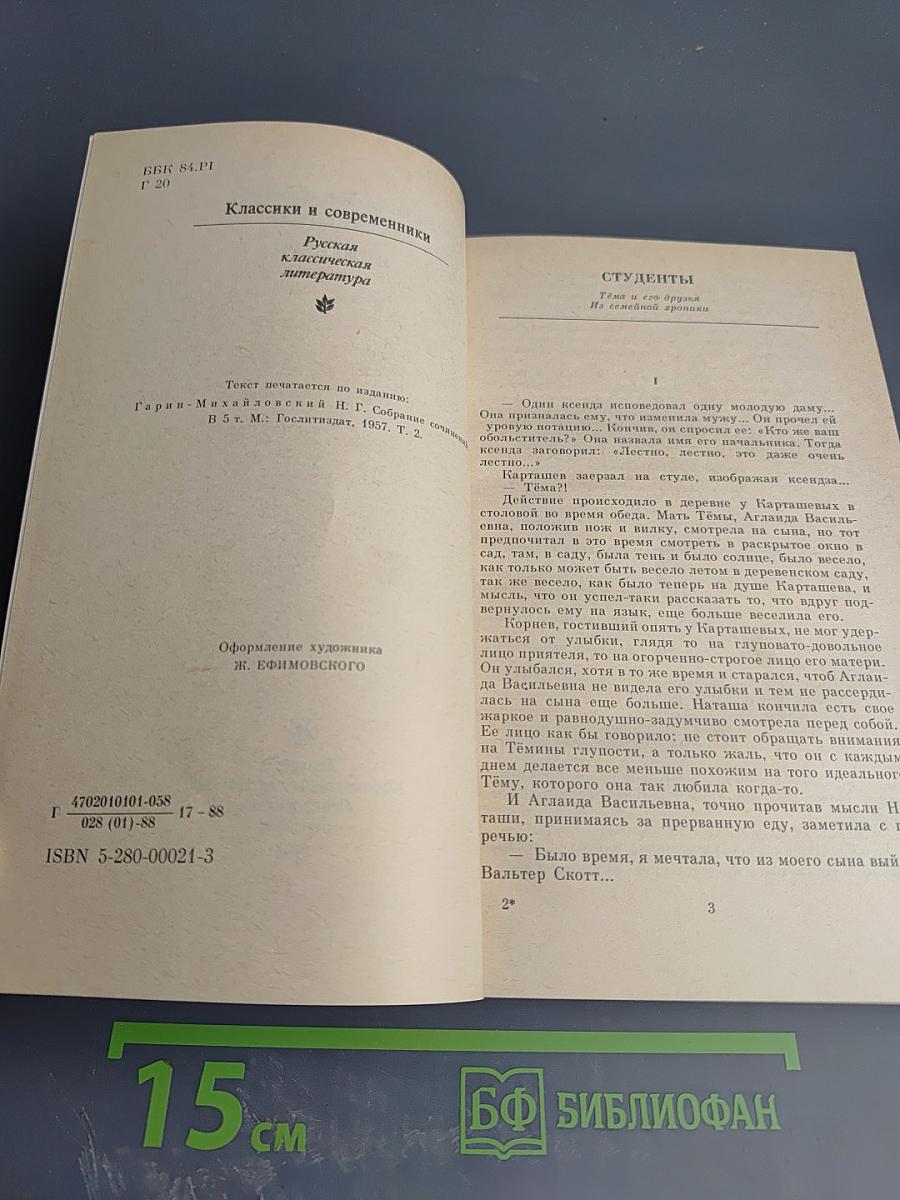 ББК 84.Р1
Г 20
Классики и современники
Русская
классическая
литература
Текст печатается по изданию:
Гарин-Михайловский Н. Г. Собрание сочинений
В 5 т. М.: Гослитиздат, 1957. Т. 2.
Оформление художника
Ж. ЕФИМОВСКОГО
Г 4702010101-058 17-88
028 (01)-88
ISBN 5-280-00021-3
СТУДЕНТЫ
Тёма и его друзья
Из семейной хроники
I
— Один ксендз исповедовал одну молодую даму...
Она призналась ему, что изменила мужу... Он прочел ей
уровую нотацию... Кончив, он спросил ее: «Кто же ваш
обольститель?» Она назвала имя его начальника. Тогда
ксендз заговорил: «Лестно, лестно, это даже очень
лестно...»
Карташев заерзал на стуле, изображая ксендза...
— Тёма?!
Действие происходило в деревне у Карташевых в
столовой во время обеда. Мать Тёмы, Аглаида Василь-
евна, положив нож и вилку, смотрела на сына, но тот
предпочитал в это время смотреть в раскрытое окно в
сад, там, в саду, была тень и было солнце, было весело,
как только может быть весело летом в деревенском саду,
так же весело, как было теперь на душе Карташева, и
мысль, что он успел-таки рассказать то, что вдруг под-
вернулось ему на язык, еще больше веселила его.
Корнев, гостивший опять у Карташевых, не мог удер-
жаться от улыбки, глядя то на глуповато-довольное
лицо приятеля, то на огорченно-строгое лицо его матери.
Он улыбался, хотя в то же время и старался, чтоб Аглаи-
да Васильевна не видела его улыбки и тем не рассерди-
лась на сына еще больше. Наташа кончила есть свое
жаркое и равнодушно-задумчиво смотрела перед собой.
Ее лицо как бы говорило: не стоит обращать внимания
на Тёмины глупости, а только жаль, что он с каждым
днем делается все меньше похожим на того идеального
Тёму, которого она так любила когда-то.
И Аглаида Васильевна, точно прочитав мысли Н
таши, принимаясь за прерванную еду, заметила с г
речью:
— Было время, я мечтала, что из моего сына вый
Вальтер Скотт...
2*
3
15 см
БФ БИБЛИОФАН